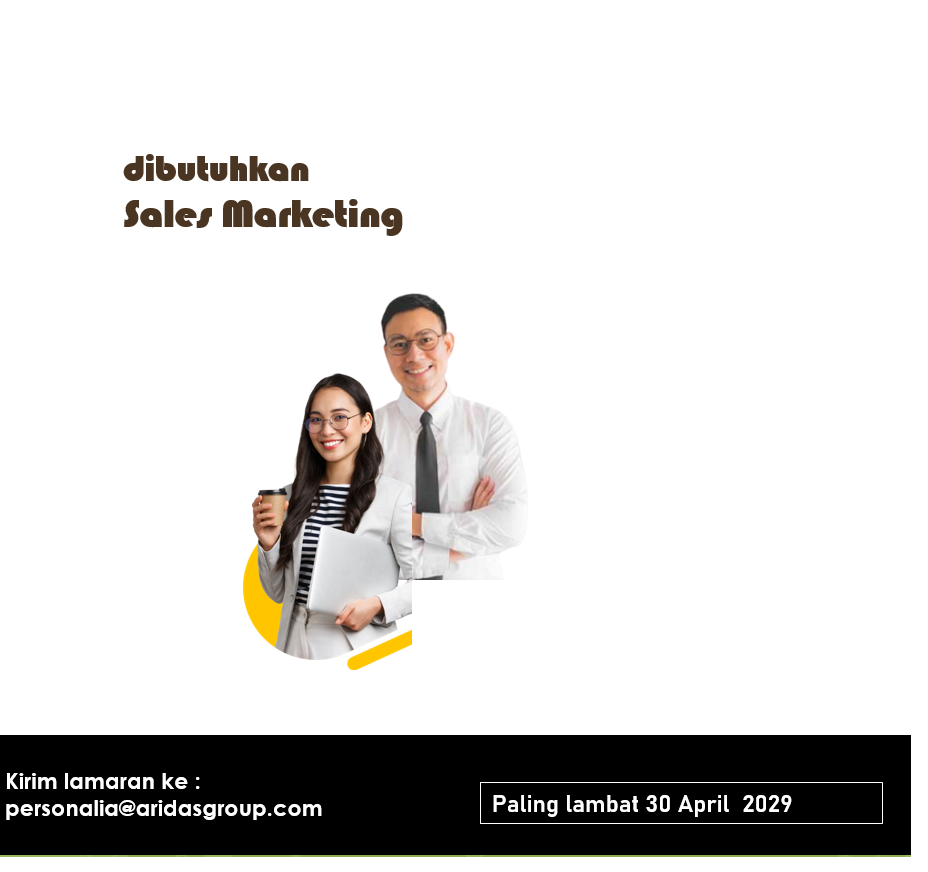 dibutuhkan
Sales Marketing
Kirim lamaran ke :
personalia@aridasgroup.com
Paling lambat 30 April  2029